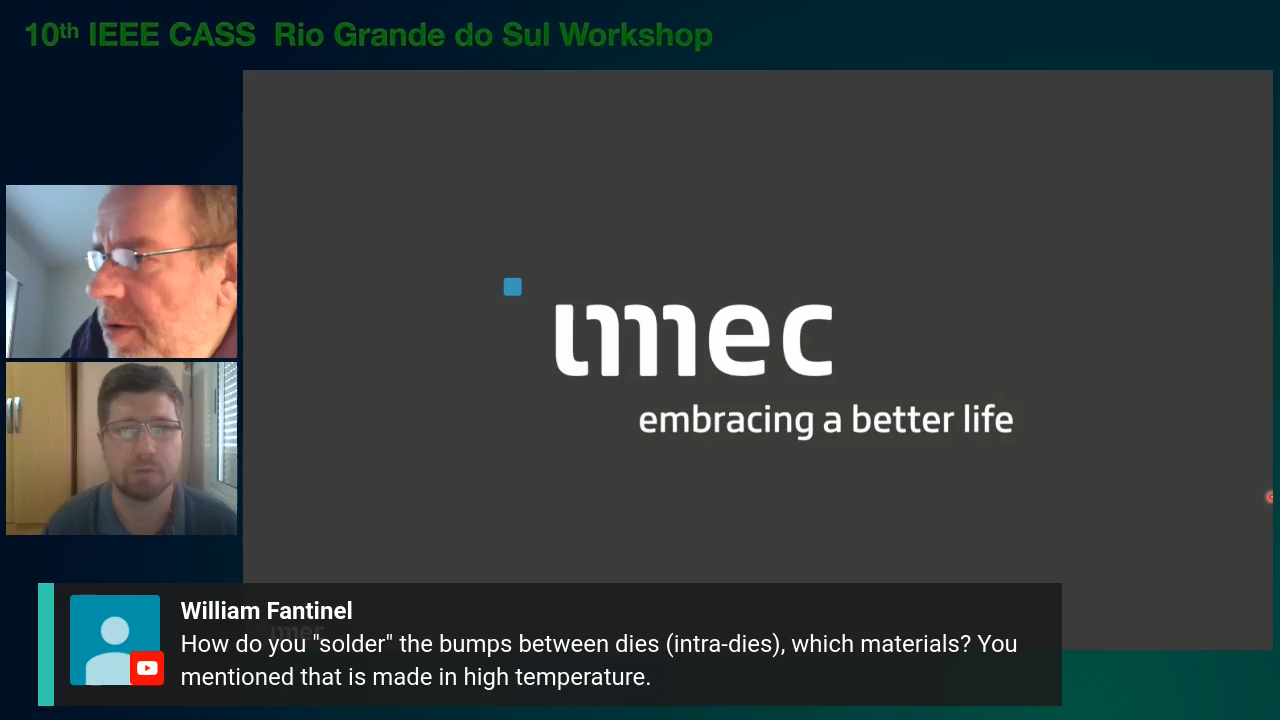 10th IEEE CASS Rio Grande do Sul Workshop
imec
embracing a better life
William Fantinel
imec
How do you "solder" the bumps between dies (intra-dies), which materials? You
mentioned that is made in high temperature.